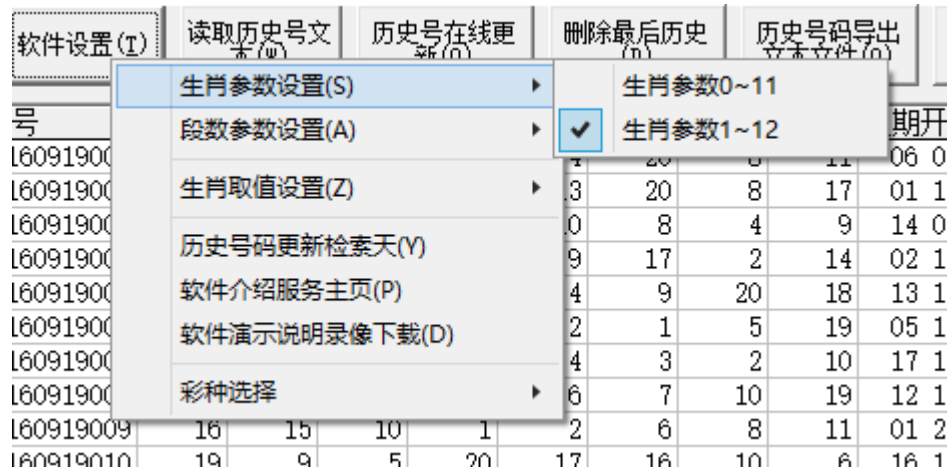 软件设置(I) 读取历史号文 历史号在线更 删除最后历史 历史号码导出
生肖参数设置(S)
生肖参数0~11
段数参数设置(A)
生肖参数1~12
生肖取值设置(Z)
历史号码更新检索天(Y)
软件介绍服务主页(P)
软件演示说明录像下载(D)
彩种选择
号 期开
20 8 17 01
8 4 9 14
17 2 14 02
9 20 18 13
1 5 19 05
3 2 10 17
7 10 19 12
160919009 16 15 10 1 2 6 8 11 01 2
160919010 19 9 5 20 17 16 10 6 16 1